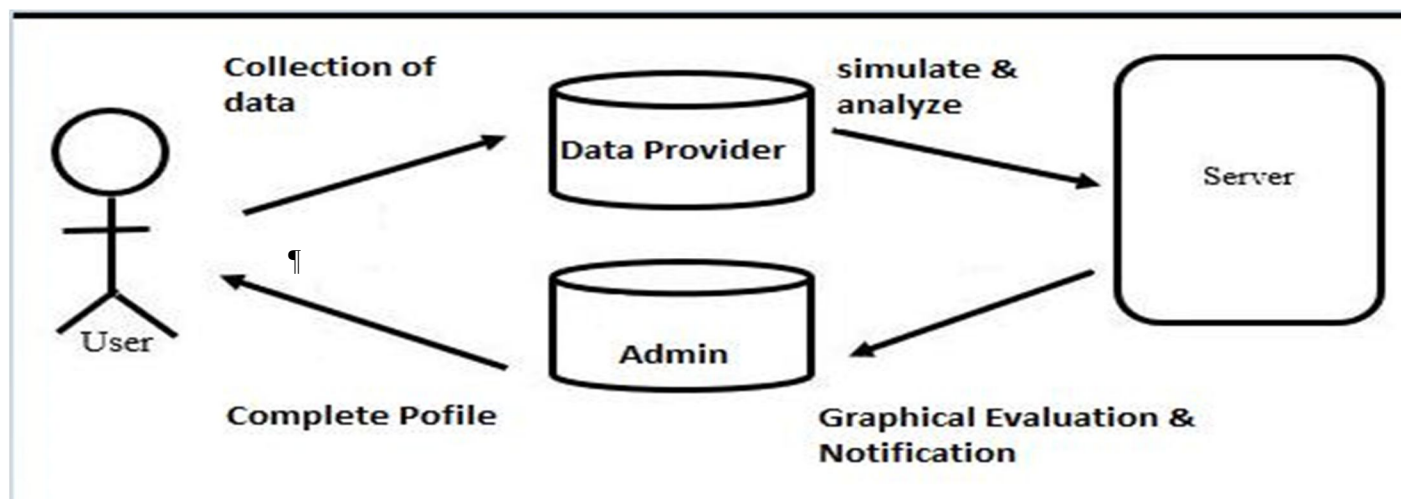 Collection of
data
simulate &
analyze
Data Provider
Server
¶
User
Admin
Complete Pofile
Graphical Evaluation &
Notification